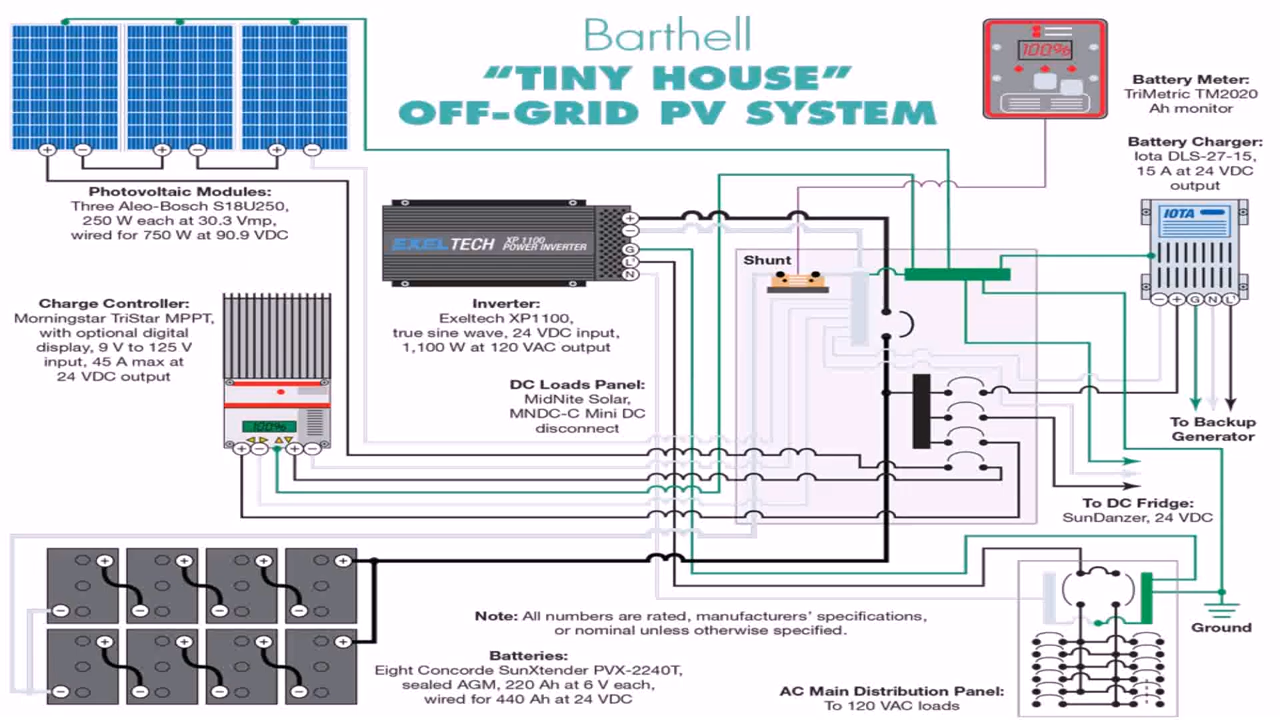 Barthell
“TINY HOUSE”
OFF-GRID PV SYSTEM
100%
Battery Meter:
TriMetric TM2020
Ah monitor
Battery Charger:
Iota DLS-27-15,
15 A at 24 VDC
output
IOTA
Photovoltaic Modules:
Three Aleo-Bosch S18U250,
250 W each at 30.3 Vmp,
wired for 750 W at 90.9 VDC
EXELTECH XP 1100
POWER INVERTER
+
−
G
L¹
N
Shunt
− + G N L¹
Inverter:
Exeltech XP1100,
true sine wave, 24 VDC input,
1,100 W at 120 VAC output
Charge Controller:
Morningstar TriStar MPPT,
with optional digital
display, 9 V to 125 V
input, 45 A max at
24 VDC output
100%
DC Loads Panel:
MidNite Solar,
MNDC-C Mini DC
disconnect
To Backup
Generator
To DC Fridge:
SunDanzer, 24 VDC
Note: All numbers are rated, manufacturers’ specifications,
or nominal unless otherwise specified.
Ground
Batteries:
Eight Concorde SunXtender PVX-2240T,
sealed AGM, 220 Ah at 6 V each,
wired for 440 Ah at 24 VDC
AC Main Distribution Panel:
To 120 VAC loads